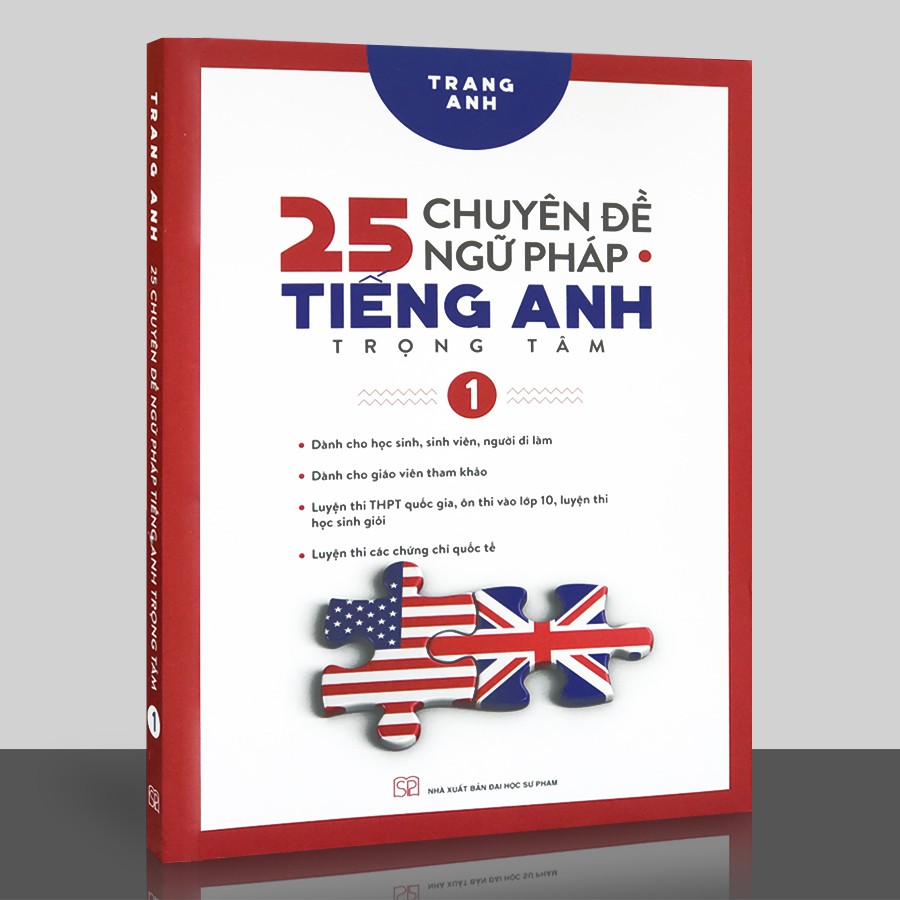 TRANG
ANH
25 CHUYÊN ĐỀ
NGỮ PHÁP
TIẾNG ANH
TRỌNG TÂM
1
Dành cho học sinh, sinh viên, người đi làm
Dành cho giáo viên tham khảo
Luyện thi THPT quốc gia, ôn thi vào lớp 10, luyện thi
học sinh giỏi
Luyện thi các chứng chỉ quốc tế
SP NHÀ XUẤT BẢN ĐẠI HỌC SƯ PHẠM
TRANG ANH 25 CHUYÊN ĐỀ NGỮ PHÁP TIẾNG ANH TRỌNG TÂM 1
SP